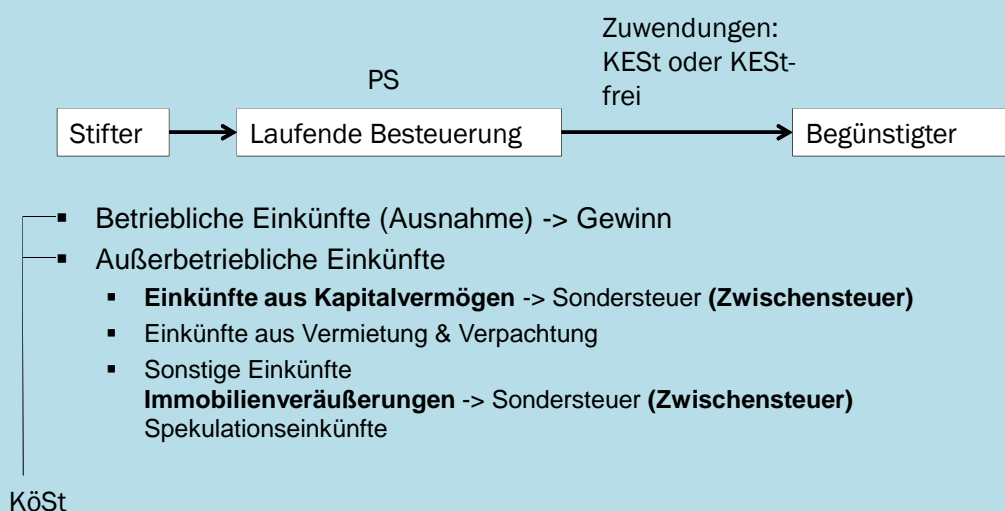 Zuwendungen:
KESt oder KESt-
frei
PS
Stifter
Laufende Besteuerung
Begünstigter
▪ Betriebliche Einkünfte (Ausnahme) -> Gewinn
▪ Außerbetriebliche Einkünfte
▪ Einkünfte aus Kapitalvermögen -> Sondersteuer (Zwischensteuer)
▪ Einkünfte aus Vermietung & Verpachtung
▪ Sonstige Einkünfte
Immobilienveräußerungen -> Sondersteuer (Zwischensteuer)
Spekulationseinkünfte
KöSt